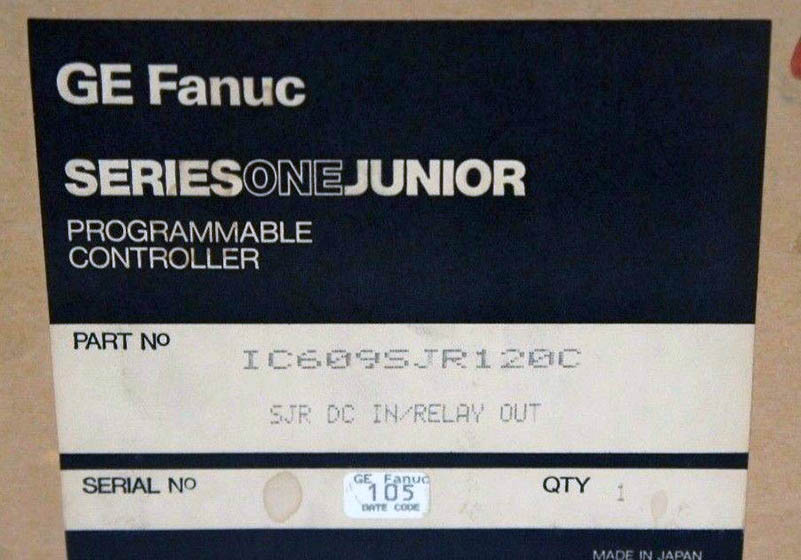 GE Fanuc
SERIESONEJUNIOR
PROGRAMMABLE
CONTROLLER
PART Nº
IC609SJR120C
SJR DC IN/RELAY OUT
SERIAL Nº
GE Fanuc
105
DATE CODE
QTY 1
MADE IN JAPAN